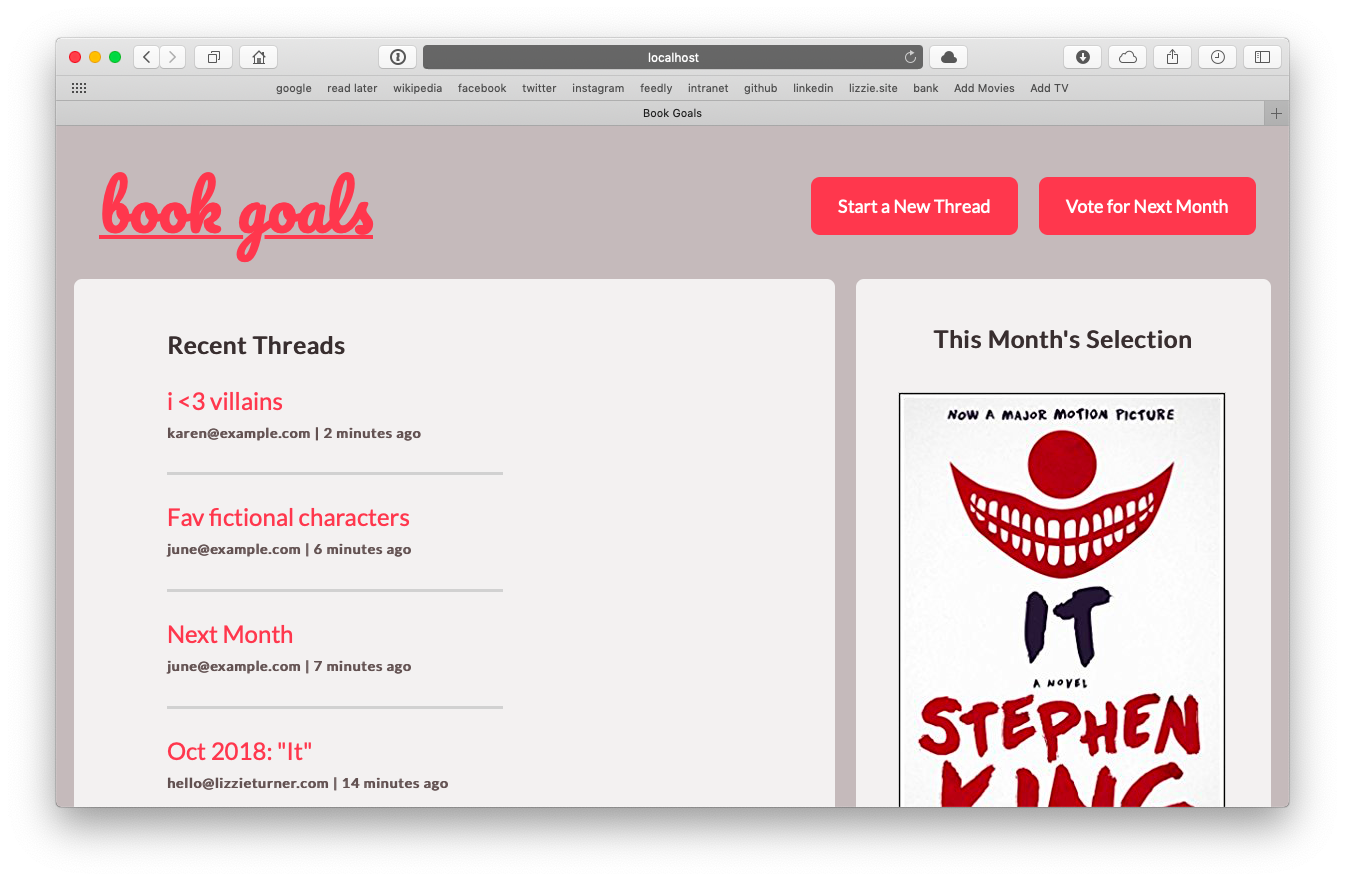 localhost
google read later wikipedia facebook twitter instagram feedly intranet github linkedin lizzie.site bank Add Movies Add TV
Book Goals
book goals
Start a New Thread
Vote for Next Month
Recent Threads
i <3 villains
karen@example.com | 2 minutes ago
Fav fictional characters
june@example.com | 6 minutes ago
Next Month
june@example.com | 7 minutes ago
Oct 2018: "It"
hello@lizzieturner.com | 14 minutes ago
This Month's Selection
NOW A MAJOR MOTION PICTURE
IT
A NOVEL
STEPHEN
KING